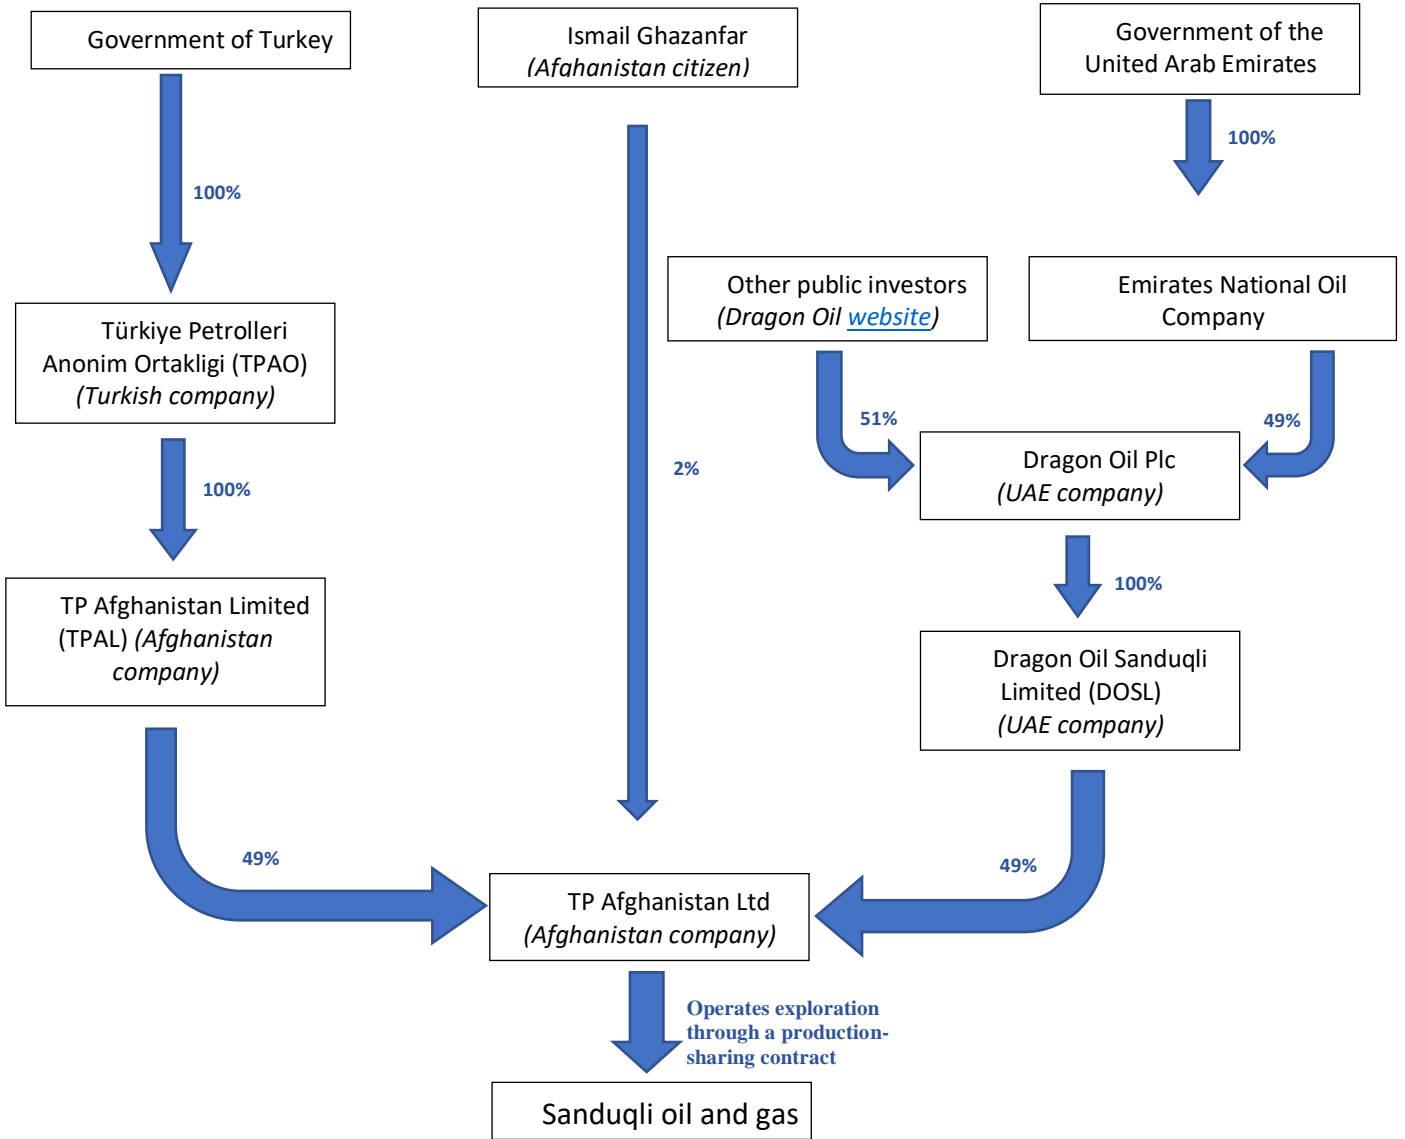 Government of Turkey
Ismail Ghazanfar
(Afghanistan citizen)
Government of the
United Arab Emirates
100%
100%
Other public investors
(Dragon Oil website)
Emirates National Oil
Company
Türkiye Petrolleri
Anonim Ortakligi (TPAO)
(Turkish company)
51%
49%
2%
100%
Dragon Oil Plc
(UAE company)
100%
TP Afghanistan Limited
(TPAL) (Afghanistan
company)
Dragon Oil Sanduqli
Limited (DOSL)
(UAE company)
49%
49%
TP Afghanistan Ltd
(Afghanistan company)
Operates exploration
through a production-
sharing contract
Sanduqli oil and gas